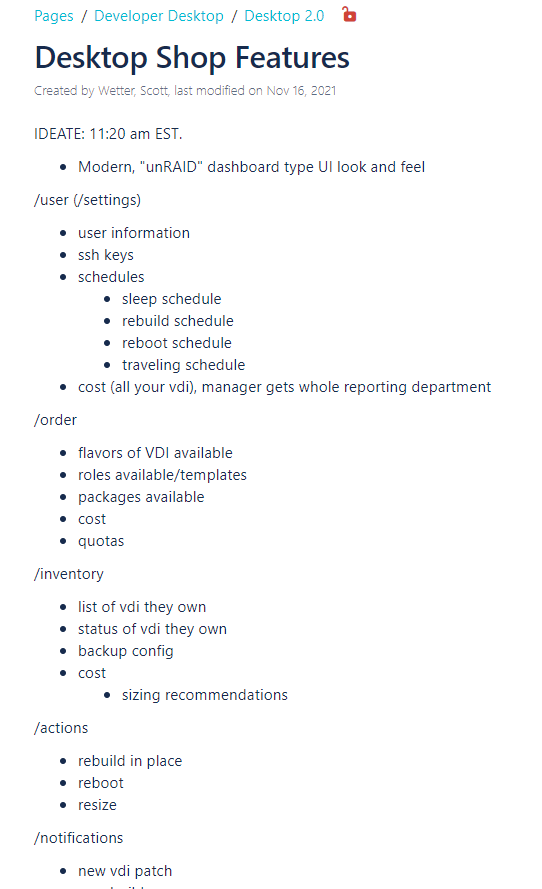 Pages / Developer Desktop / Desktop 2.0
Desktop Shop Features
Created by Wetter, Scott, last modified on Nov 16, 2021
IDEATE: 11:20 am EST.
Modern, "unRAID" dashboard type UI look and feel
/user (/settings)
user information
ssh keys
schedules
sleep schedule
rebuild schedule
reboot schedule
traveling schedule
cost (all your vdi), manager gets whole reporting department
/order
flavors of VDI available
roles available/templates
packages available
cost
quotas
/inventory
list of vdi they own
status of vdi they own
backup config
cost
sizing recommendations
/actions
rebuild in place
reboot
resize
/notifications
new vdi patch